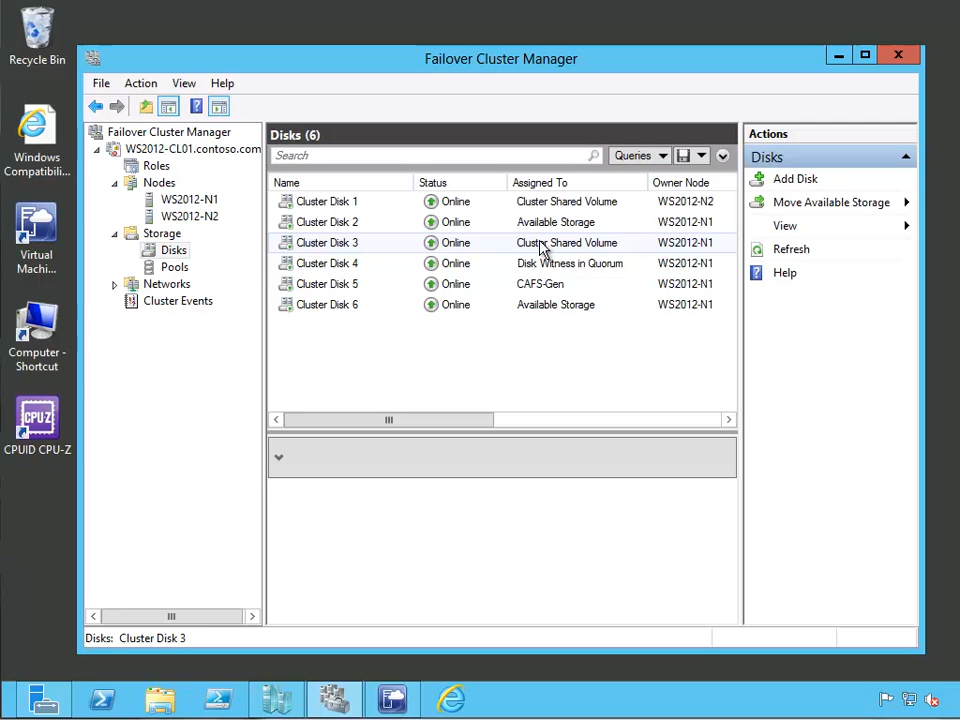 Recycle Bin
Windows
Compatibili...
Virtual
Machi...
Computer -
Shortcut
CPU-Z
CPUID CPU-Z
Failover Cluster Manager
File Action View Help
Failover Cluster Manager
WS2012-CL01.contoso.com
Roles
Nodes
WS2012-N1
WS2012-N2
Storage
Disks
Pools
Networks
Cluster Events
Disks (6)
Search Queries
Name Status Assigned To Owner Node
Cluster Disk 1 Online Cluster Shared Volume WS2012-N2
Cluster Disk 2 Online Available Storage WS2012-N1
Cluster Disk 3 Online Cluster Shared Volume WS2012-N1
Cluster Disk 4 Online Disk Witness in Quorum WS2012-N1
Cluster Disk 5 Online CAFS-Gen WS2012-N1
Cluster Disk 6 Online Available Storage WS2012-N1
Actions
Disks
Add Disk
Move Available Storage
View
Refresh
Help
Disks: Cluster Disk 3